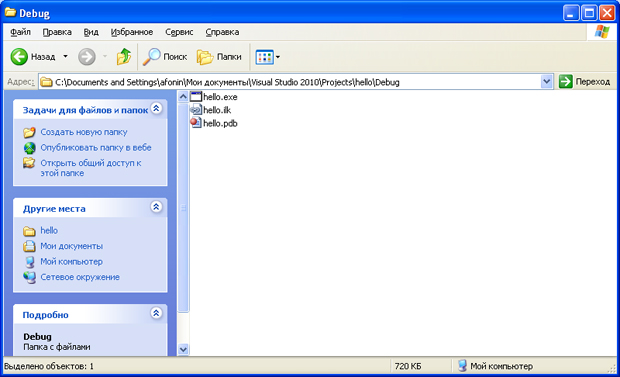 Debug
Файл Правка Вид Избранное Сервис Справка
Назад Поиск Папки
Адрес: C:\Documents and Settings\afonin\Мои документы\Visual Studio 2010\Projects\hello\Debug Переход
Задачи для файлов и папок
Создать новую папку
Опубликовать папку в вебе
Открыть общий доступ к
этой папке
Другие места
hello
Мои документы
Мой компьютер
Сетевое окружение
Подробно
Debug
Папка с файлами
hello.exe
hello.ilk
hello.pdb
Выделено объектов: 1 720 КБ Мой компьютер